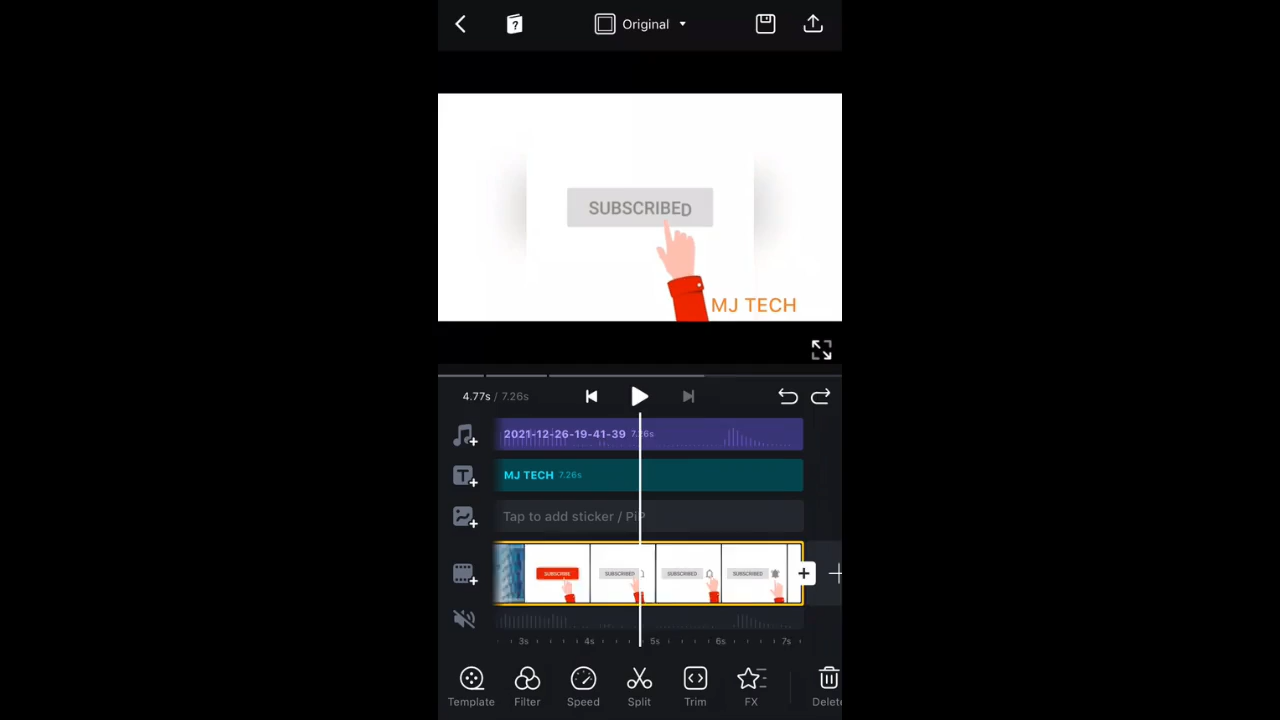 Original
SUBSCRIBED
MJ TECH
4.77s / 7.26s
2021-12-26-19-41-39 7.26s
MJ TECH 7.26s
Tap to add sticker / PiP
SUBSCRIBE SUBSCRIBED SUBSCRIBED SUBSCRIBED
3s 4s 5s 6s 7s
Template Filter Speed Split Trim FX Delete